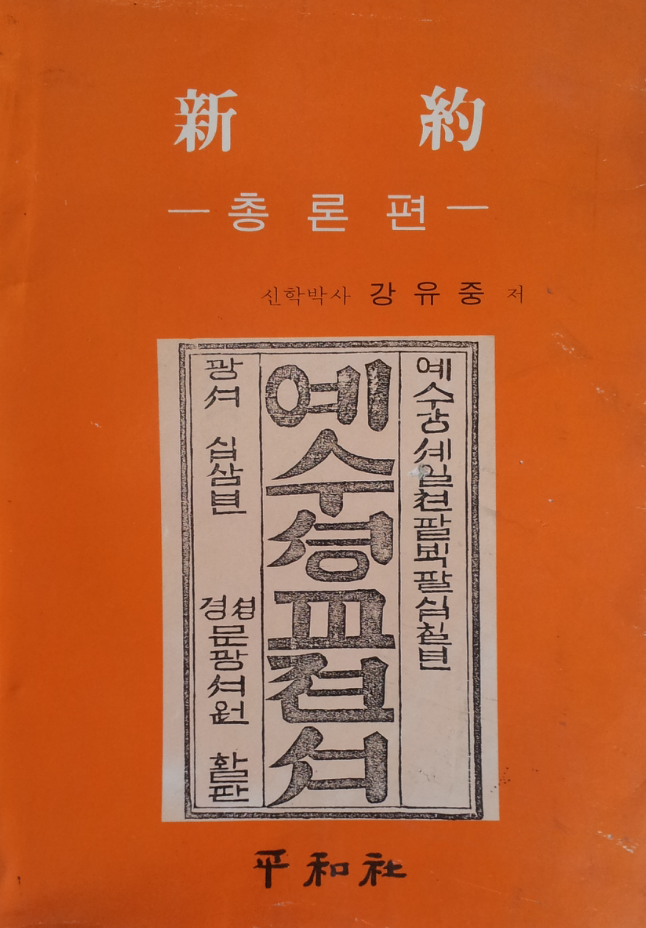 新 約
— 총 론 편 —
신학박사 강 유 중 저
예수강셰일쳔팔빅팔십칠년
예수셩교젼셔
광셔 십삼년
경셩 문광셔원 활판
平和社